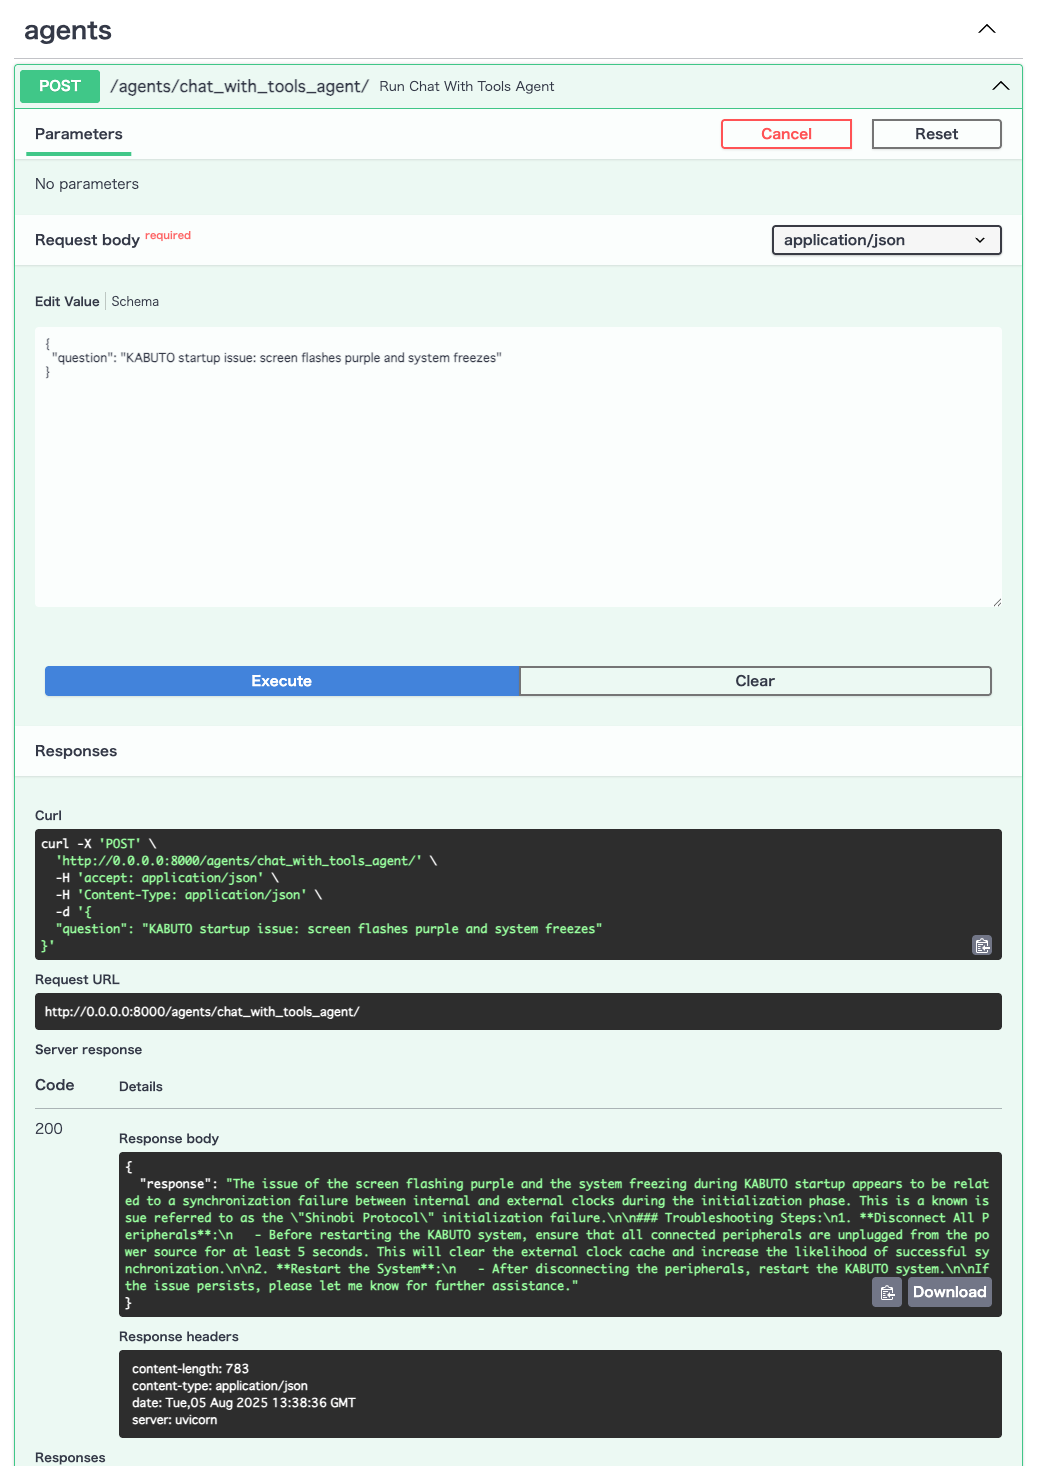 agents
POST /agents/chat_with_tools_agent/ Run Chat With Tools Agent
Parameters Cancel Reset
No parameters
Request body required application/json
Edit Value Schema
{
"question": "KABUTO startup issue: screen flashes purple and system freezes"
}
Execute Clear
Responses
Curl
curl -X 'POST' \
'http://0.0.0.0:8000/agents/chat_with_tools_agent/' \
-H 'accept: application/json' \
-H 'Content-Type: application/json' \
-d '{
"question": "KABUTO startup issue: screen flashes purple and system freezes"
}'
Request URL
http://0.0.0.0:8000/agents/chat_with_tools_agent/
Server response
Code Details
200
Response body
{
"response": "The issue of the screen flashing purple and the system freezing during KABUTO startup appears to be relat
ed to a synchronization failure between internal and external clocks during the initialization phase. This is a known is
sue referred to as the \"Shinobi Protocol\" initialization failure.\n\n### Troubleshooting Steps:\n1. **Disconnect All P
eripherals**:\n   - Before restarting the KABUTO system, ensure that all connected peripherals are unplugged from the po
wer source for at least 5 seconds. This will clear the external clock cache and increase the likelihood of successful sy
nchronization.\n\n2. **Restart the System**:\n   - After disconnecting the peripherals, restart the KABUTO system.\n\nIf
the issue persists, please let me know for further assistance."
}
Download
Response headers
content-length: 783
content-type: application/json
date: Tue,05 Aug 2025 13:38:36 GMT
server: uvicorn
Responses